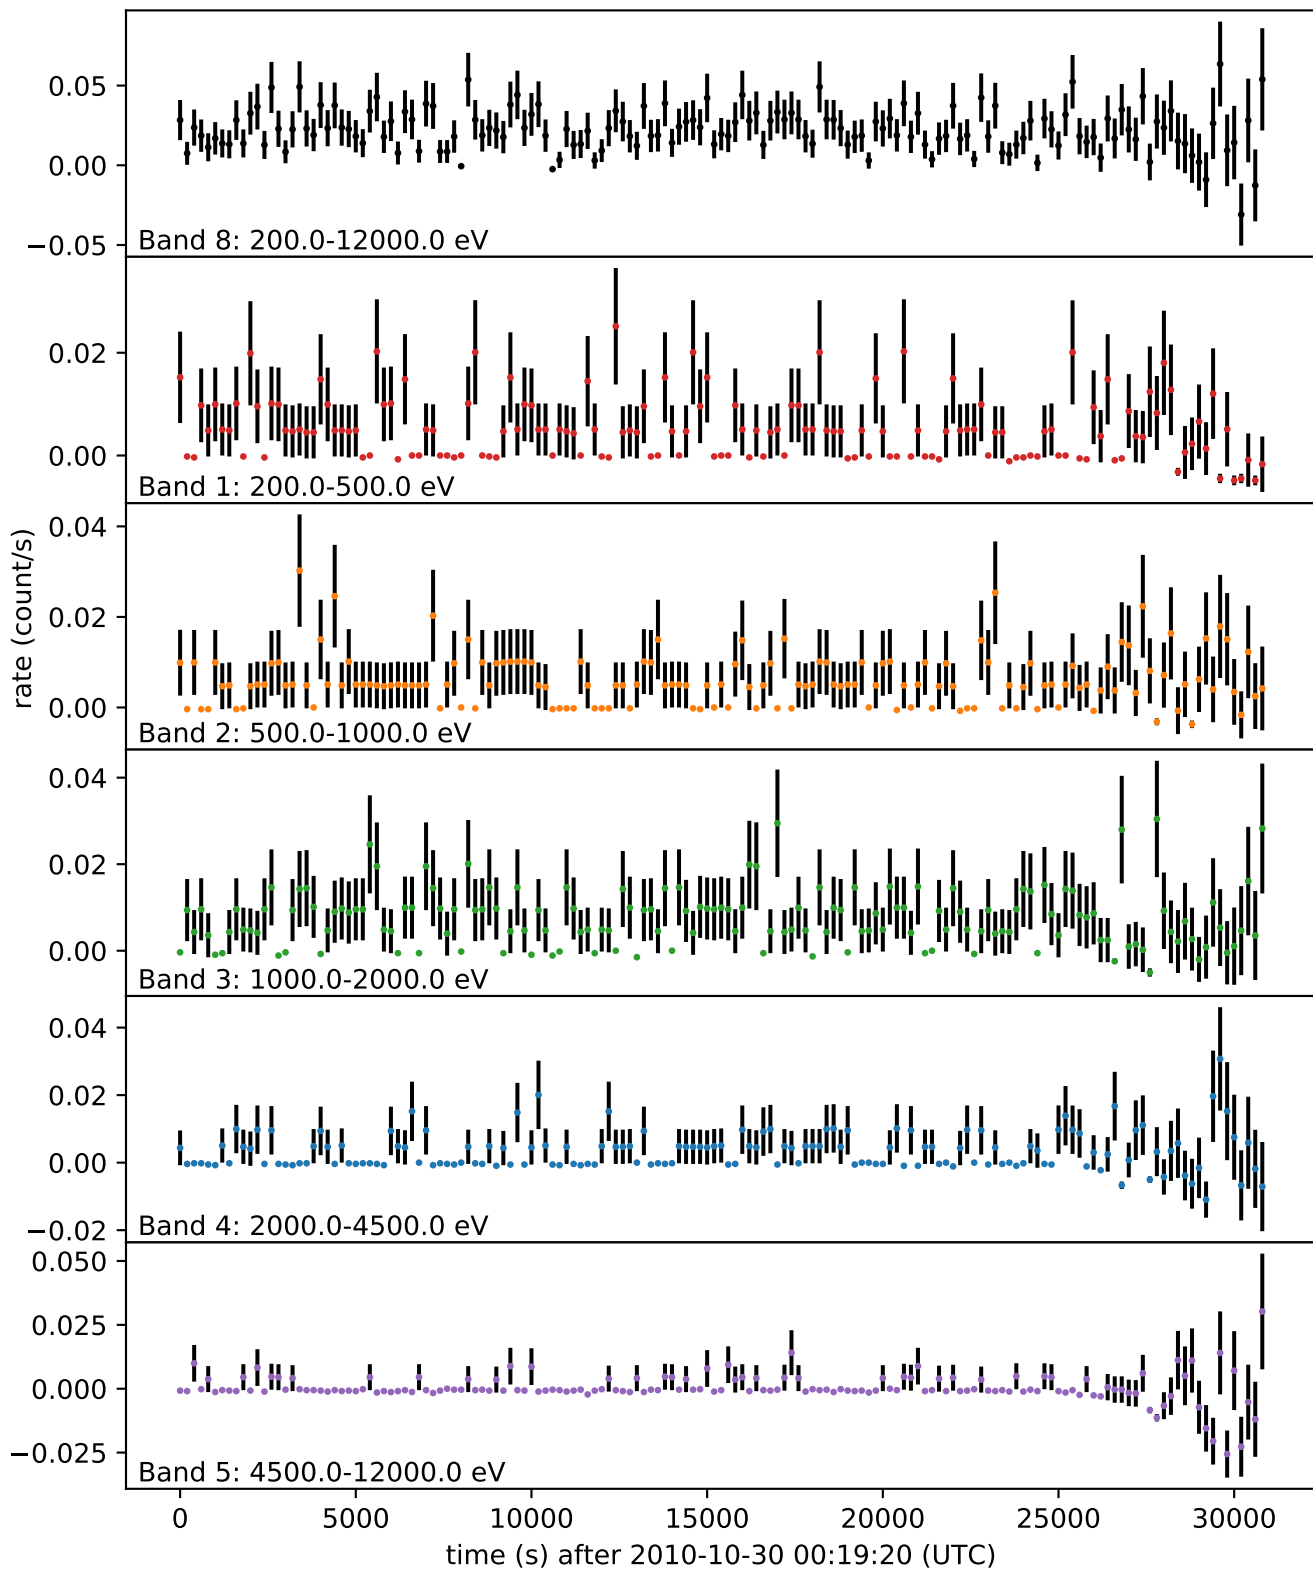 0.05
0.00
−0.05
Band 8: 200.0-12000.0 eV
0.02
0.00
Band 1: 200.0-500.0 eV
0.04
0.02
0.00
Band 2: 500.0-1000.0 eV
rate (count/s)
0.04
0.02
0.00
Band 3: 1000.0-2000.0 eV
0.04
0.02
0.00
−0.02
Band 4: 2000.0-4500.0 eV
0.050
0.025
0.000
−0.025
Band 5: 4500.0-12000.0 eV
0 5000 10000 15000 20000 25000 30000
time (s) after 2010-10-30 00:19:20 (UTC)